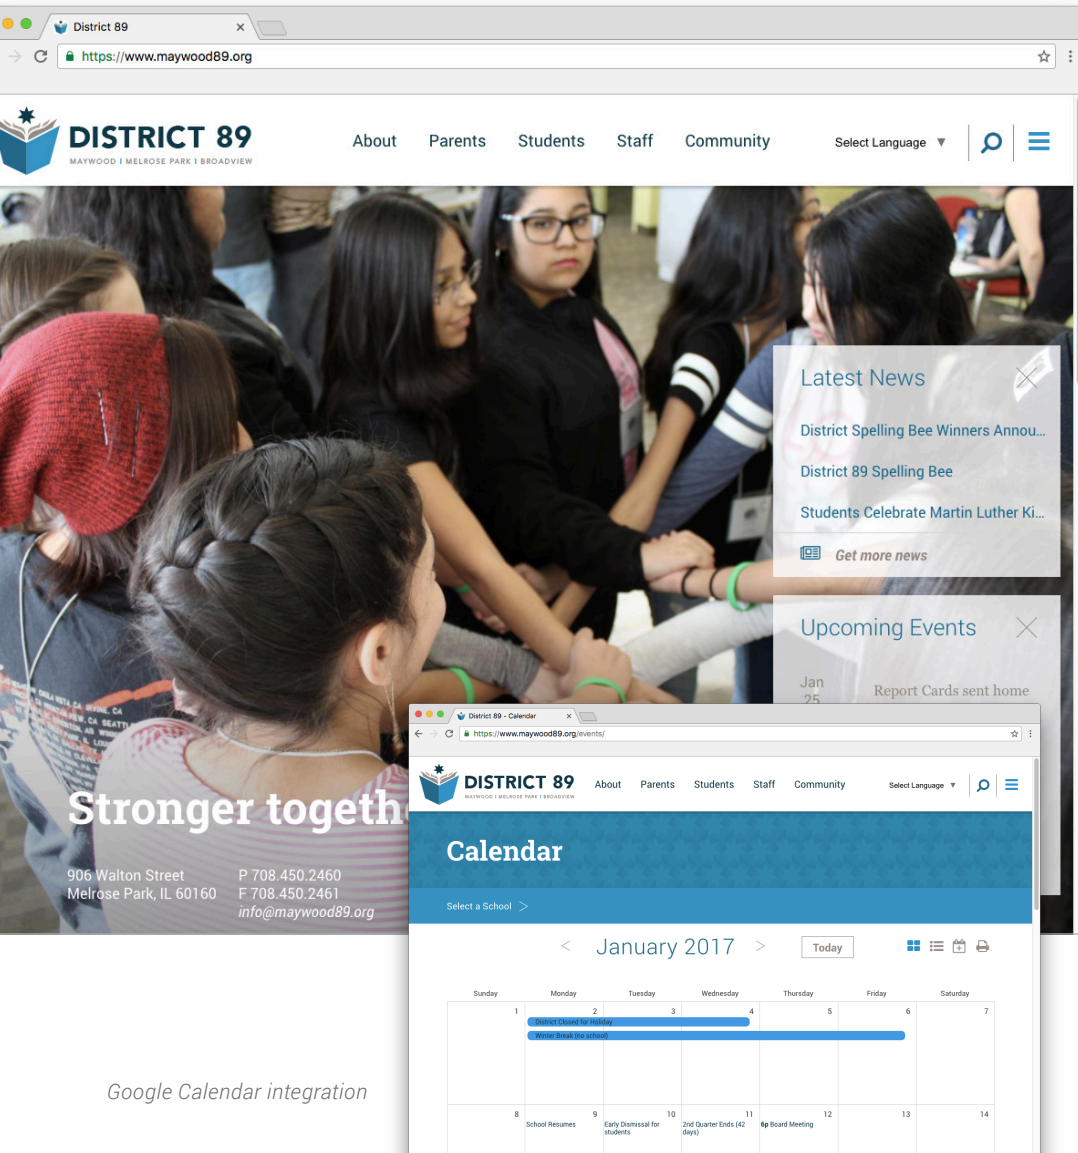 District 89
https://www.maywood89.org
DISTRICT 89
MAYWOOD | MELROSE PARK | BROADVIEW
About Parents Students Staff Community
Select Language ▼
Latest News
District Spelling Bee Winners Annou...
District 89 Spelling Bee
Students Celebrate Martin Luther Ki...
Get more news
Upcoming Events
Jan
25
Report Cards sent home
Stronger togeth
906 Walton Street
Melrose Park, IL 60160
P 708.450.2460
F 708.450.2461
info@maywood89.org
District 89 - Calendar
https://www.maywood89.org/events/
DISTRICT 89
MAYWOOD | MELROSE PARK | BROADVIEW
About Parents Students Staff Community
Select Language ▼
Calendar
Select a School >
< January 2017 >
Today
Sunday Monday Tuesday Wednesday Thursday Friday Saturday
1 2 3 4 5 6 7
District Closed for Holiday
Winter Break (no school)
8 9 10 11 12 13 14
School Resumes
Early Dismissal for
students
2nd Quarter Ends (42
days)
6p Board Meeting
Google Calendar integration